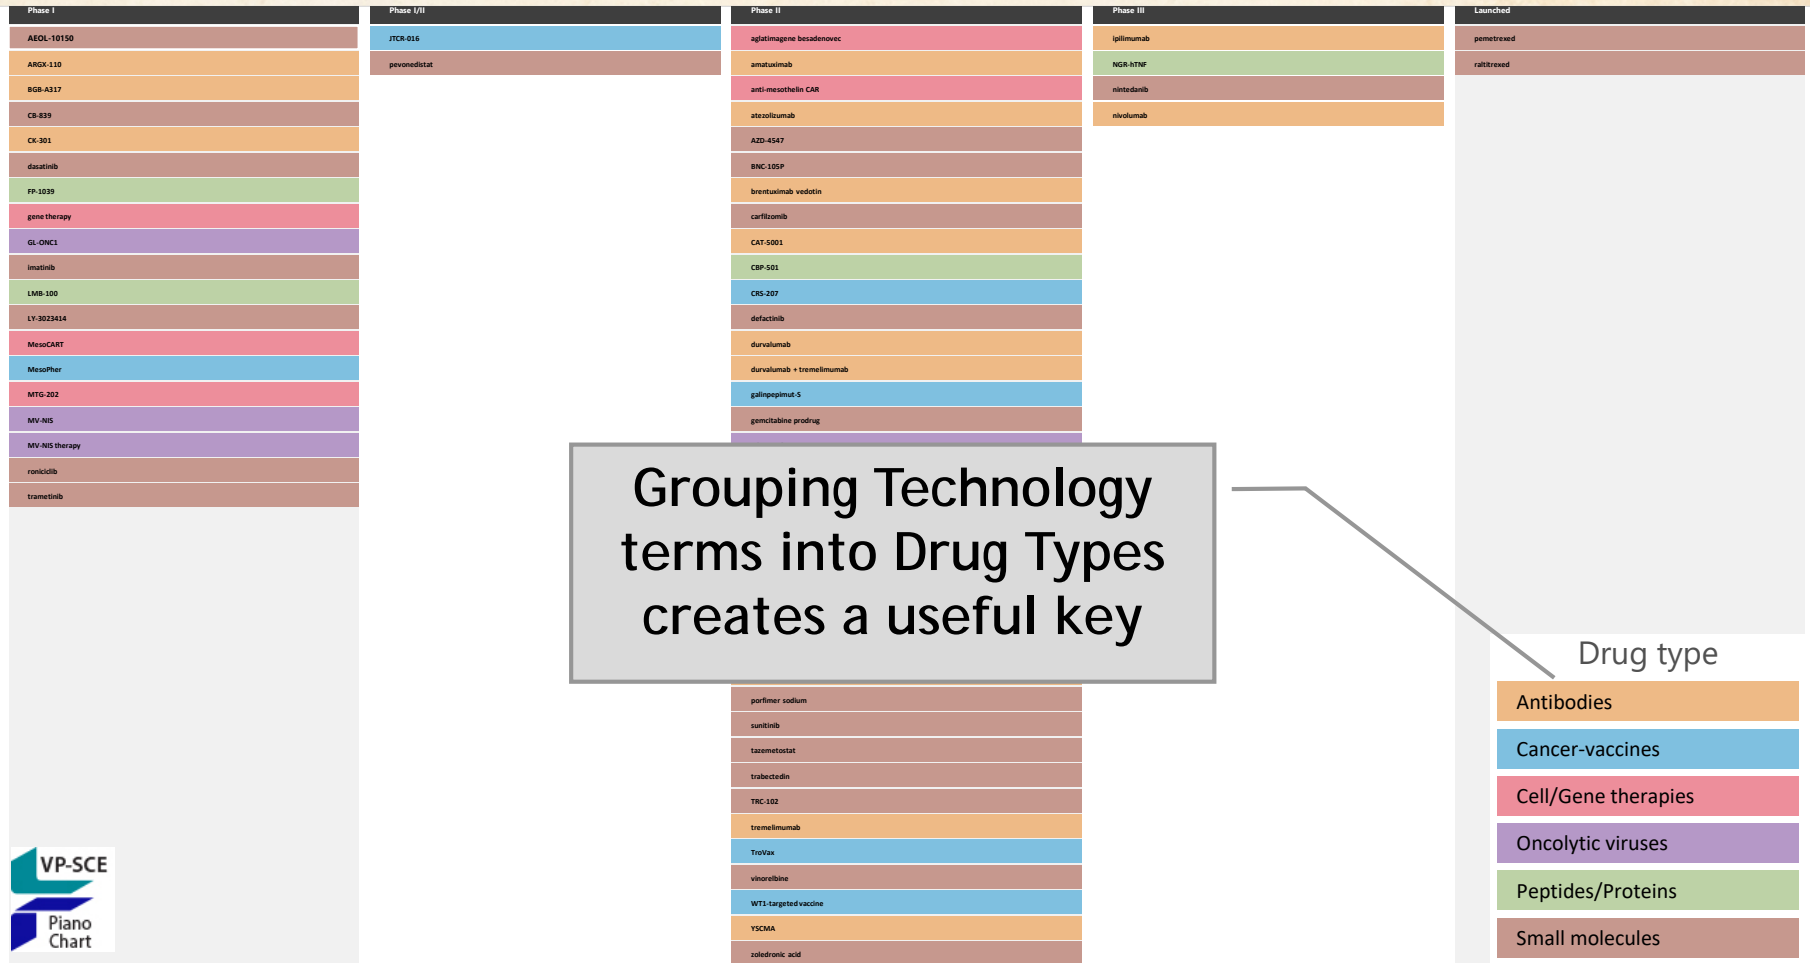 Phase I
AEOL-10150
ARGX-110
BGB-A317
CB-839
CK-301
dasatinib
FP-1039
gene therapy
GL-ONC1
imatinib
LMB-100
LY-3023414
MesoCART
MesoPher
MTG-202
MV-NIS
MV-NIS therapy
roniciclib
trametinib
Phase I/II
JTCR-016
pevonedistat
Phase II
aglatimagene besadenovec
amatuximab
anti-mesothelin CAR
atezolizumab
AZD-4547
BNC-105P
brentuximab vedotin
carfilzomib
CAT-5001
CBP-501
CRS-207
defactinib
durvalumab
durvalumab + tremelimumab
galinpepimut-S
gemcitabine prodrug
porfimer sodium
sunitinib
tazemetostat
trabectedin
TRC-102
tremelimumab
TroVax
vinorelbine
WT1-targeted vaccine
YSCMA
zoledronic acid
Phase III
ipilimumab
NGR-hTNF
nintedanib
nivolumab
Launched
pemetrexed
raltitrexed
Grouping Technology
terms into Drug Types
creates a useful key
Drug type
Antibodies
Cancer-vaccines
Cell/Gene therapies
Oncolytic viruses
Peptides/Proteins
Small molecules
VP-SCE
Piano
Chart